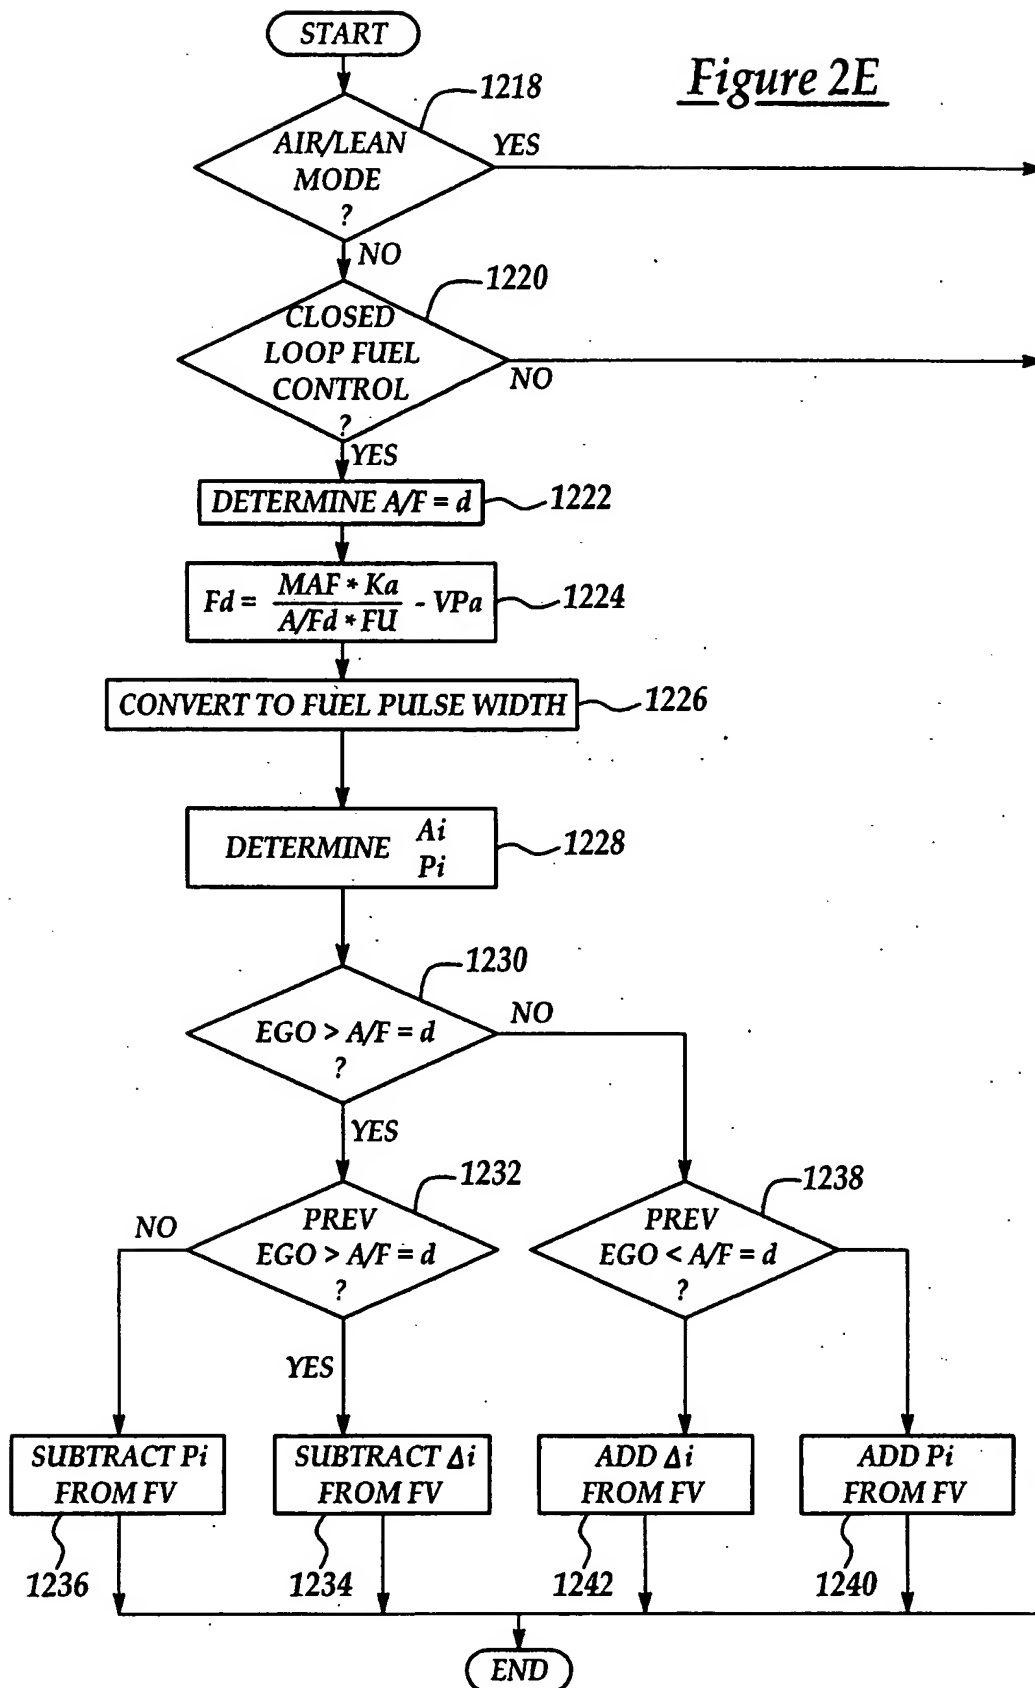 START
Figure 2E
1218
AIR/LEAN
MODE
?
YES
NO
1220
CLOSED
LOOP FUEL
CONTROL
?
NO
YES
DETERMINE A/F = d
1222
Fd = MAF * Ka / A/Fd * FU - VPa
1224
CONVERT TO FUEL PULSE WIDTH
1226
DETERMINE Ai
Pi
1228
1230
EGO > A/F = d
?
NO
YES
1232
PREV
EGO > A/F = d
?
NO
YES
1238
PREV
EGO < A/F = d
?
SUBTRACT Pi
FROM FV
1236
SUBTRACT Δi
FROM FV
1234
ADD Δi
FROM FV
1242
ADD Pi
FROM FV
1240
END